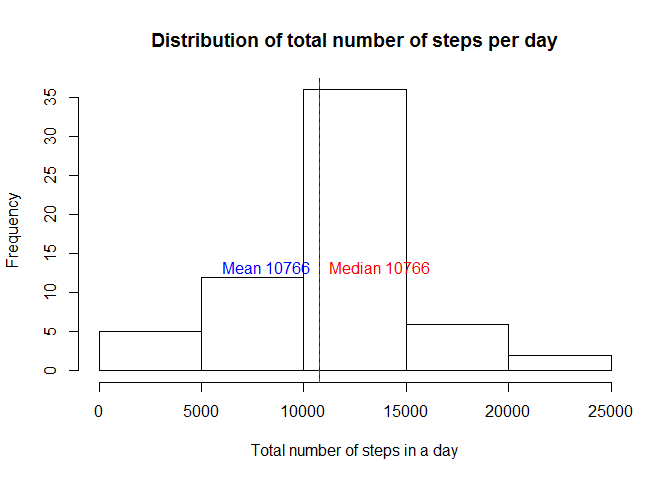 Distribution of total number of steps per day
Frequency
35
30
25
20
15
10
5
0
Mean 10766
Median 10766
0
5000
10000
15000
20000
25000
Total number of steps in a day